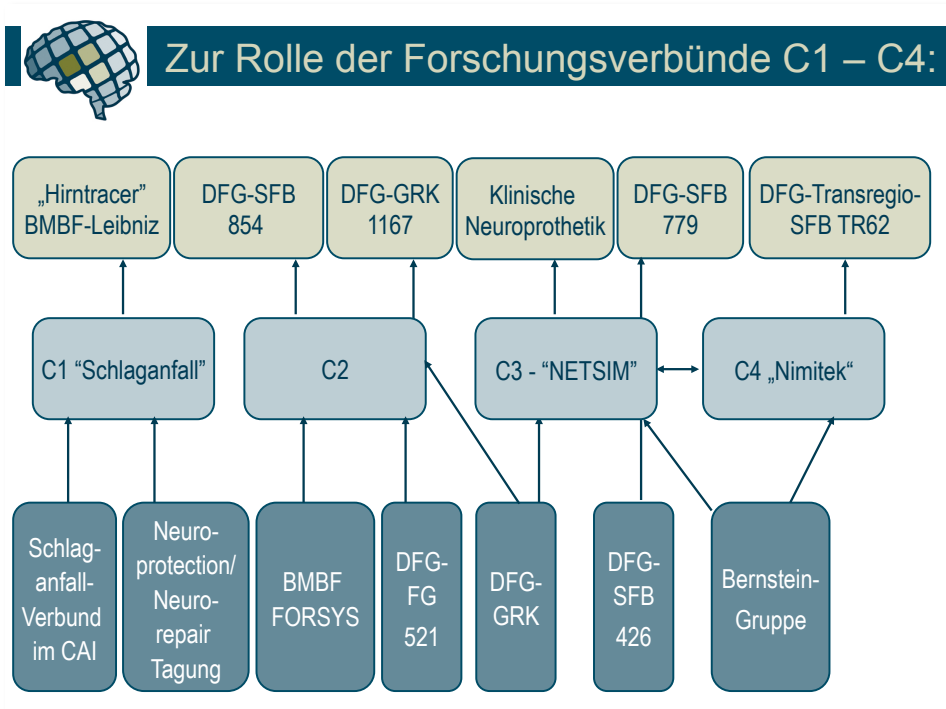 Zur Rolle der Forschungsverbünde C1 – C4:
„Hirntracer”
BMBF-Leibniz
DFG-SFB
854
DFG-GRK
1167
Klinische
Neuroprothetik
DFG-SFB
779
DFG-Transregio-
SFB TR62
C1 “Schlaganfall”
C2
C3 - “NETSIM”
C4 „Nimitek“
Schlag-
anfall-
Verbund
im CAI
Neuro-
protection/
Neuro-
repair
Tagung
BMBF
FORSYS
DFG-
FG
521
DFG-
GRK
DFG-
SFB
426
Bernstein-
Gruppe